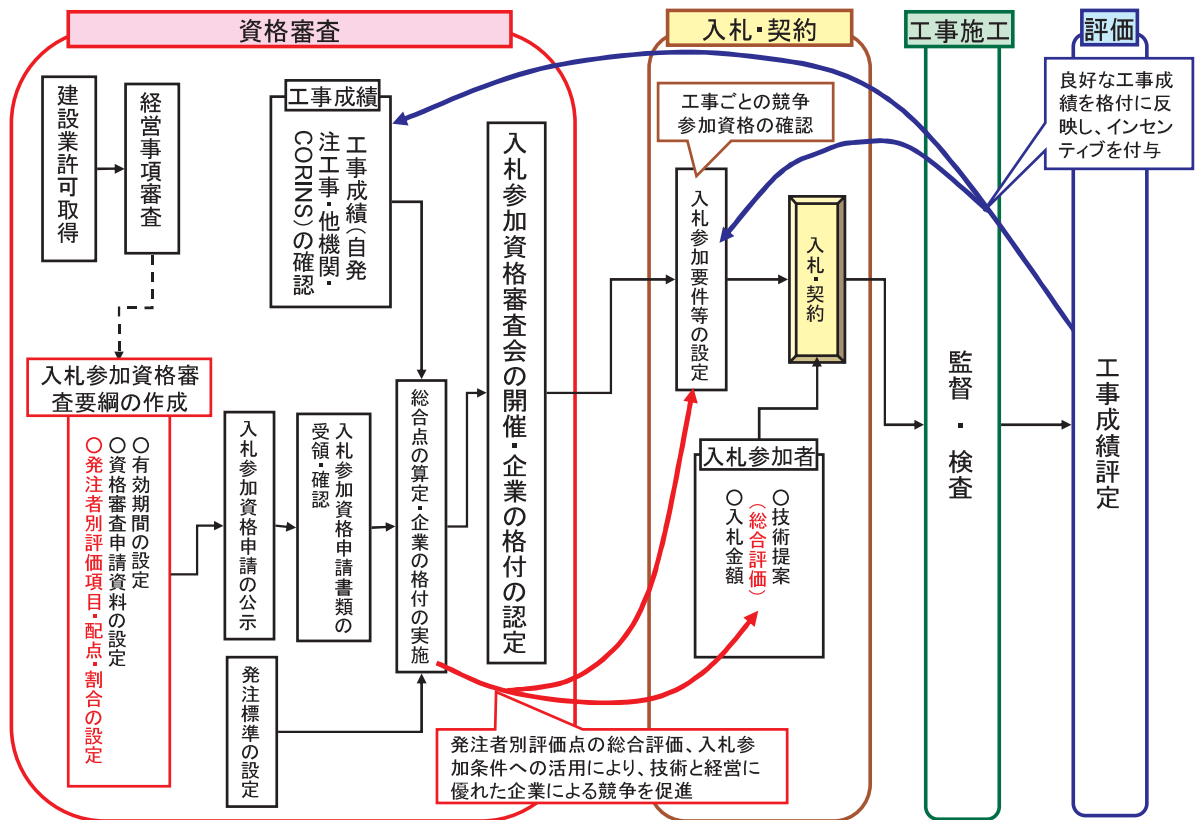 資格審査
入札・契約
工事施工
評価
建設業許可取得
経営事項審査
工事成績
工事成績(自発
注工事・他機関・
CORINS)の確認
入札参加資格審査会の開催・企業の格付の認定
工事ごとの競争
参加資格の確認
入札参加要件等の設定
入札・契約
良好な工事成
績を格付に反
映し、インセン
ティブを付与
入札参加資格審
査要綱の作成
○有効期間の設定
○資格審査申請資料の設定
○発注者別評価項目・配点・割合の設定
入札参加資格申請の公示
入札参加資格申請書類の
受領・確認
総合点の算定・企業の格付の実施
発注標準の設定
入札参加者
○技術提案
(総合評価)
○入札金額
監督・検査
工事成績評定
発注者別評価点の総合評価、入札参
加条件への活用により、技術と経営に
優れた企業による競争を促進